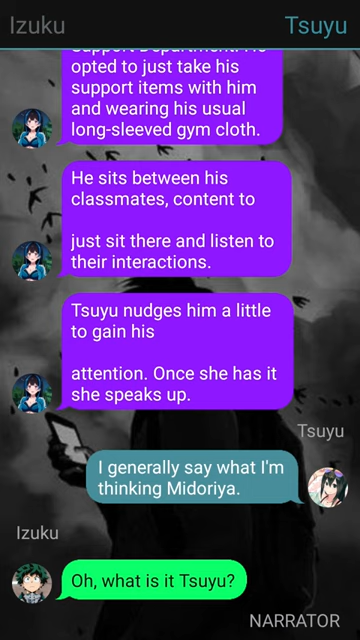 Izuku
Tsuyu
Support Department. He
opted to just take his
support items with him
and wearing his usual
long-sleeved gym cloth.
He sits between his
classmates, content to
just sit there and listen to
their interactions.
Tsuyu nudges him a little
to gain his
attention. Once she has it
she speaks up.
Tsuyu
I generally say what I'm
thinking Midoriya.
Izuku
Oh, what is it Tsuyu?
NARRATOR